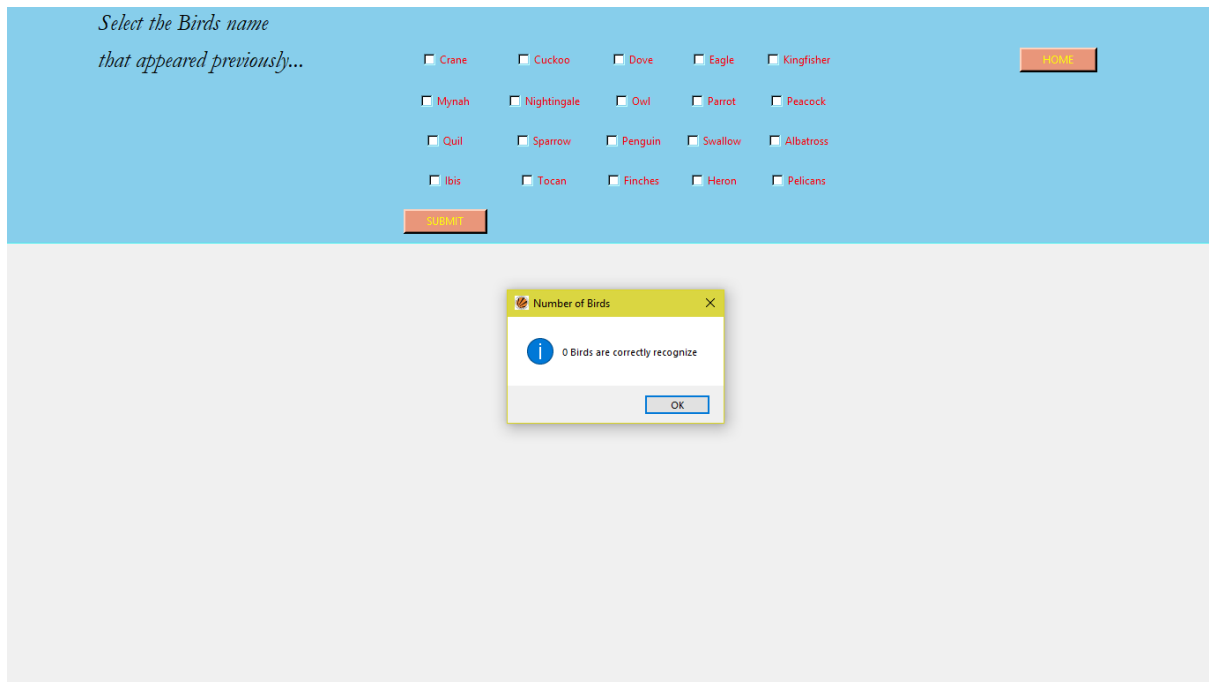 Select the Birds name
that appeared previously...
Crane Cuckoo Dove Eagle Kingfisher HOME
Mynah Nightingale Owl Parrot Peacock
Quil Sparrow Penguin Swallow Albatross
Ibis Tocan Finches Heron Pelicans
SUBMIT
Number of Birds
0 Birds are correctly recognize
OK